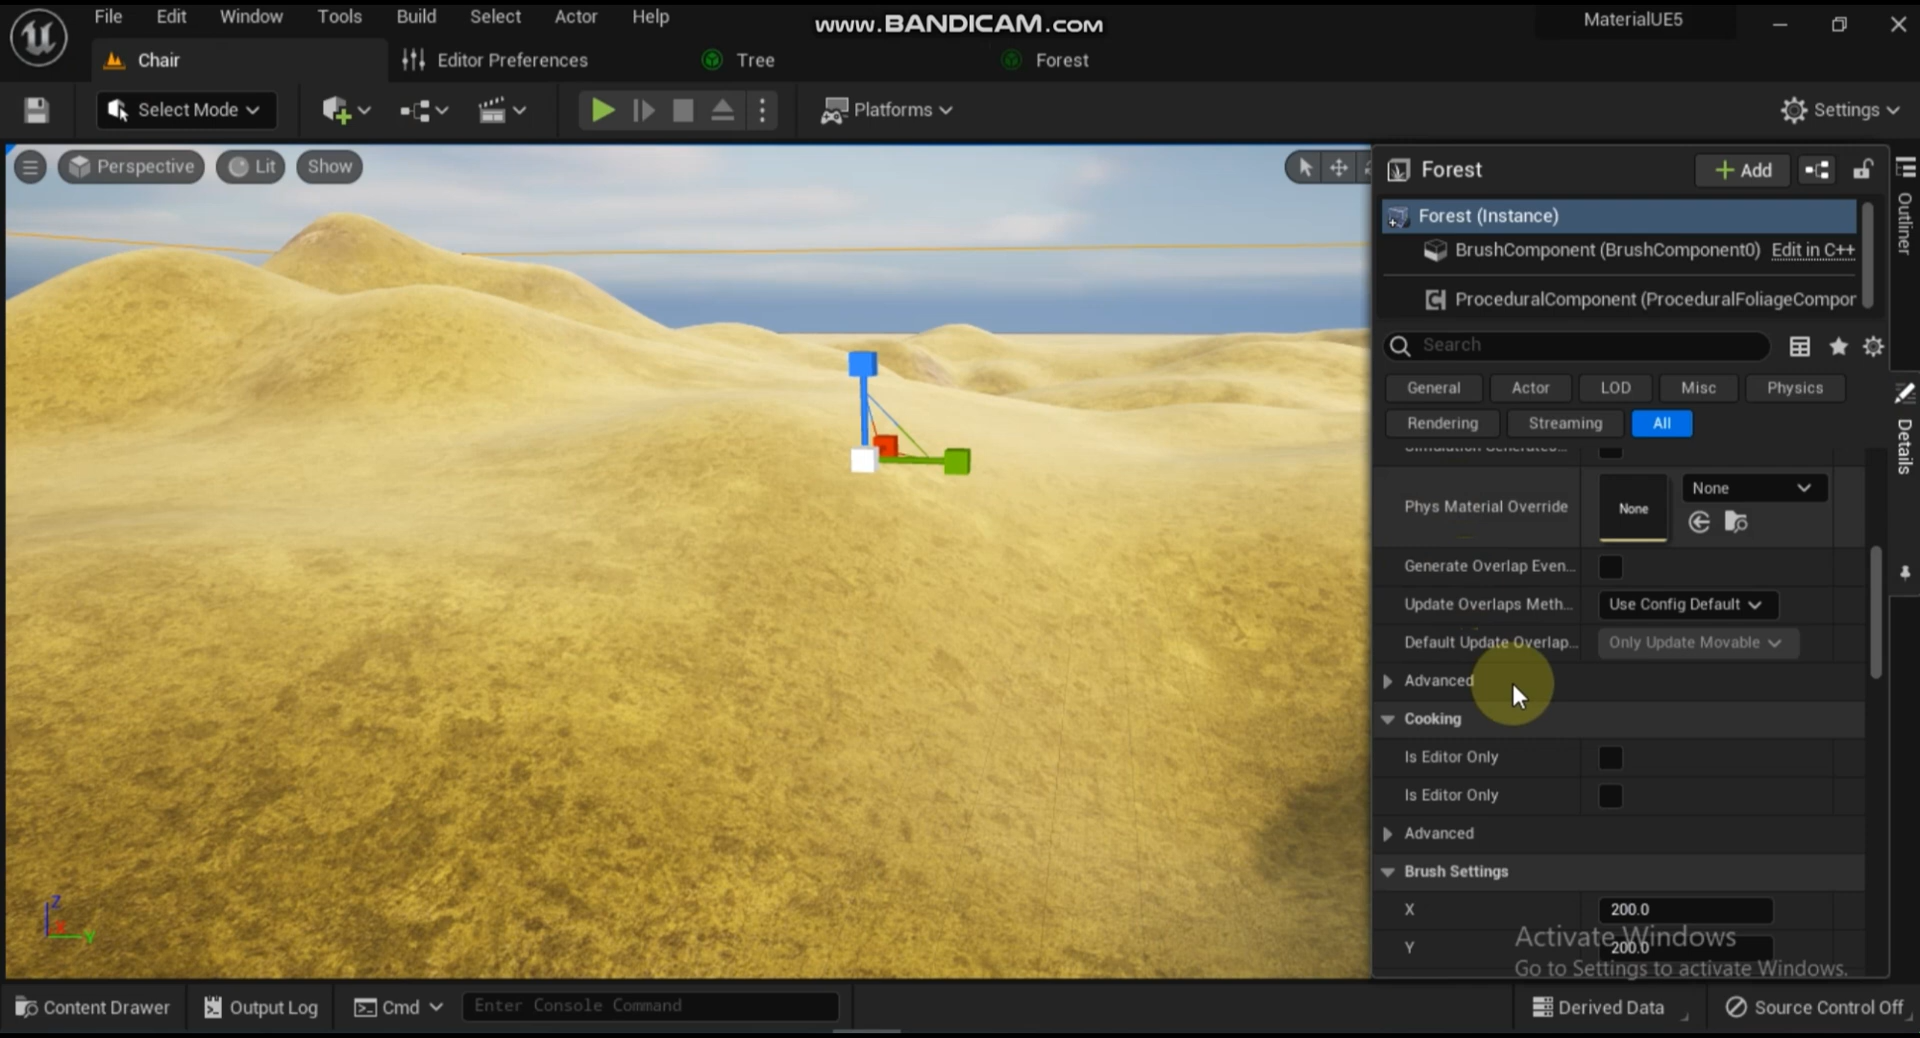 File Edit Window Tools Build Select Actor Help
www.BANDICAM.com
MaterialUE5
Chair
Editor Preferences
Tree
Forest
Select Mode
Platforms
Settings
Perspective
Lit
Show
Forest
Add
Outliner
Forest (Instance)
BrushComponent (BrushComponent0) Edit in C++
ProceduralComponent (ProceduralFoliageCompor
Search
General Actor LOD Misc Physics
Rendering Streaming All
Details
Phys Material Override
None
None
Generate Overlap Even...
Update Overlaps Meth... Use Config Default
Default Update Overlap... Only Update Movable
Advanced
Cooking
Is Editor Only
Is Editor Only
Advanced
Brush Settings
X 200.0
Y 200.0
Activate Windows
Go to Settings to activate Windows.
Z
Y
Content Drawer
Output Log
Cmd
Enter Console Command
Derived Data
Source Control Off